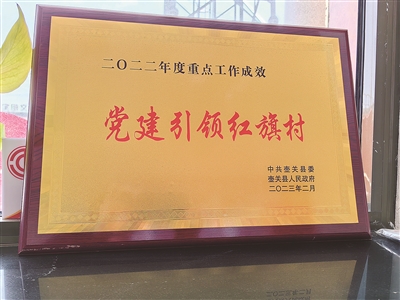 二〇二二年度重点工作成效
党建引领红旗村
中共壶关县委
壶关县人民政府
二〇二三年二月